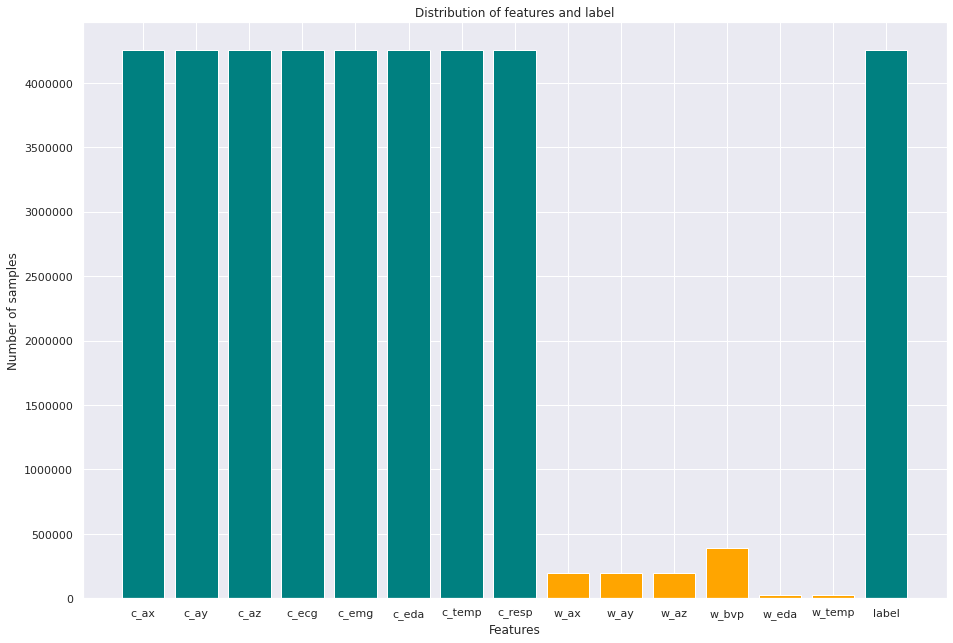 Distribution of features and label
Number of samples
4000000
3500000
3000000
2500000
2000000
1500000
1000000
500000
0
c_ax c_ay c_az c_ecg c_emg c_eda c_temp c_resp w_ax w_ay w_az w_bvp w_eda w_temp label
Features